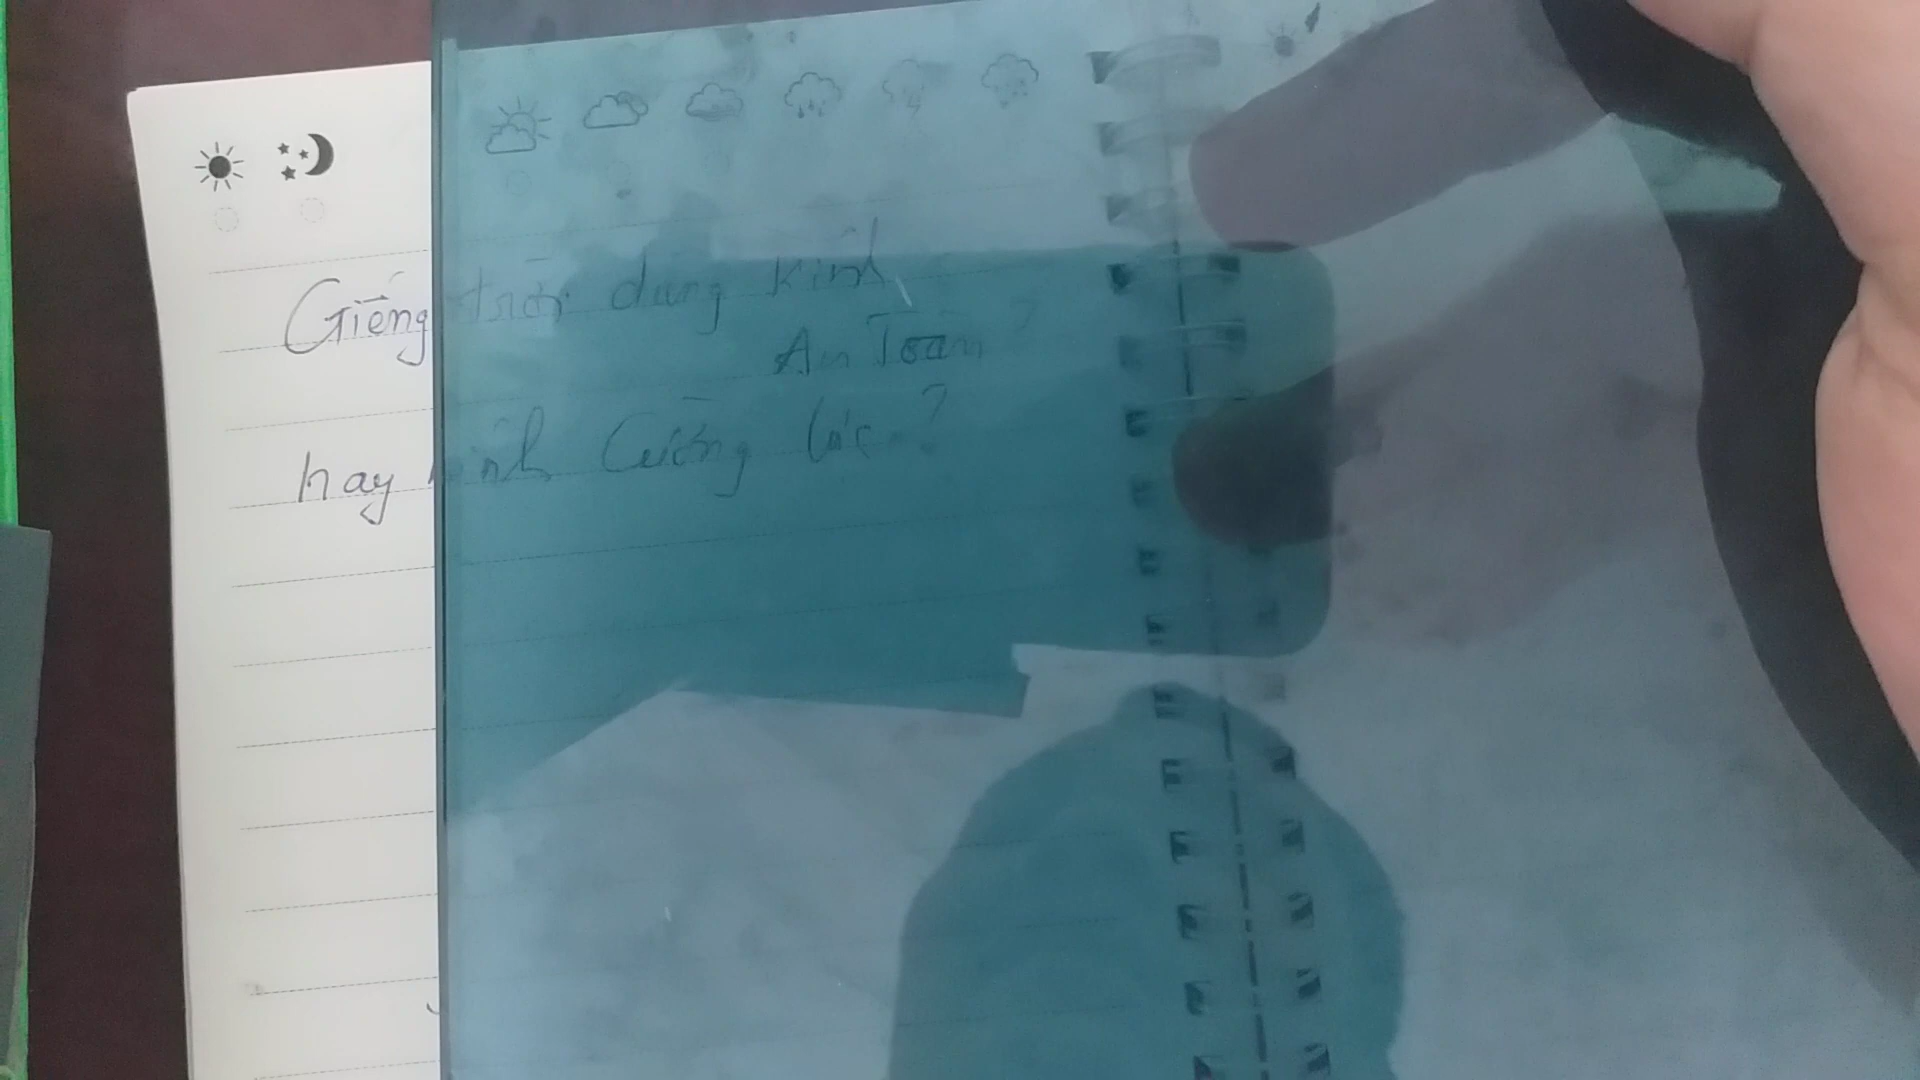 Giếng trời dùng kính
An Toàn ?
hay kính Cường lực ?